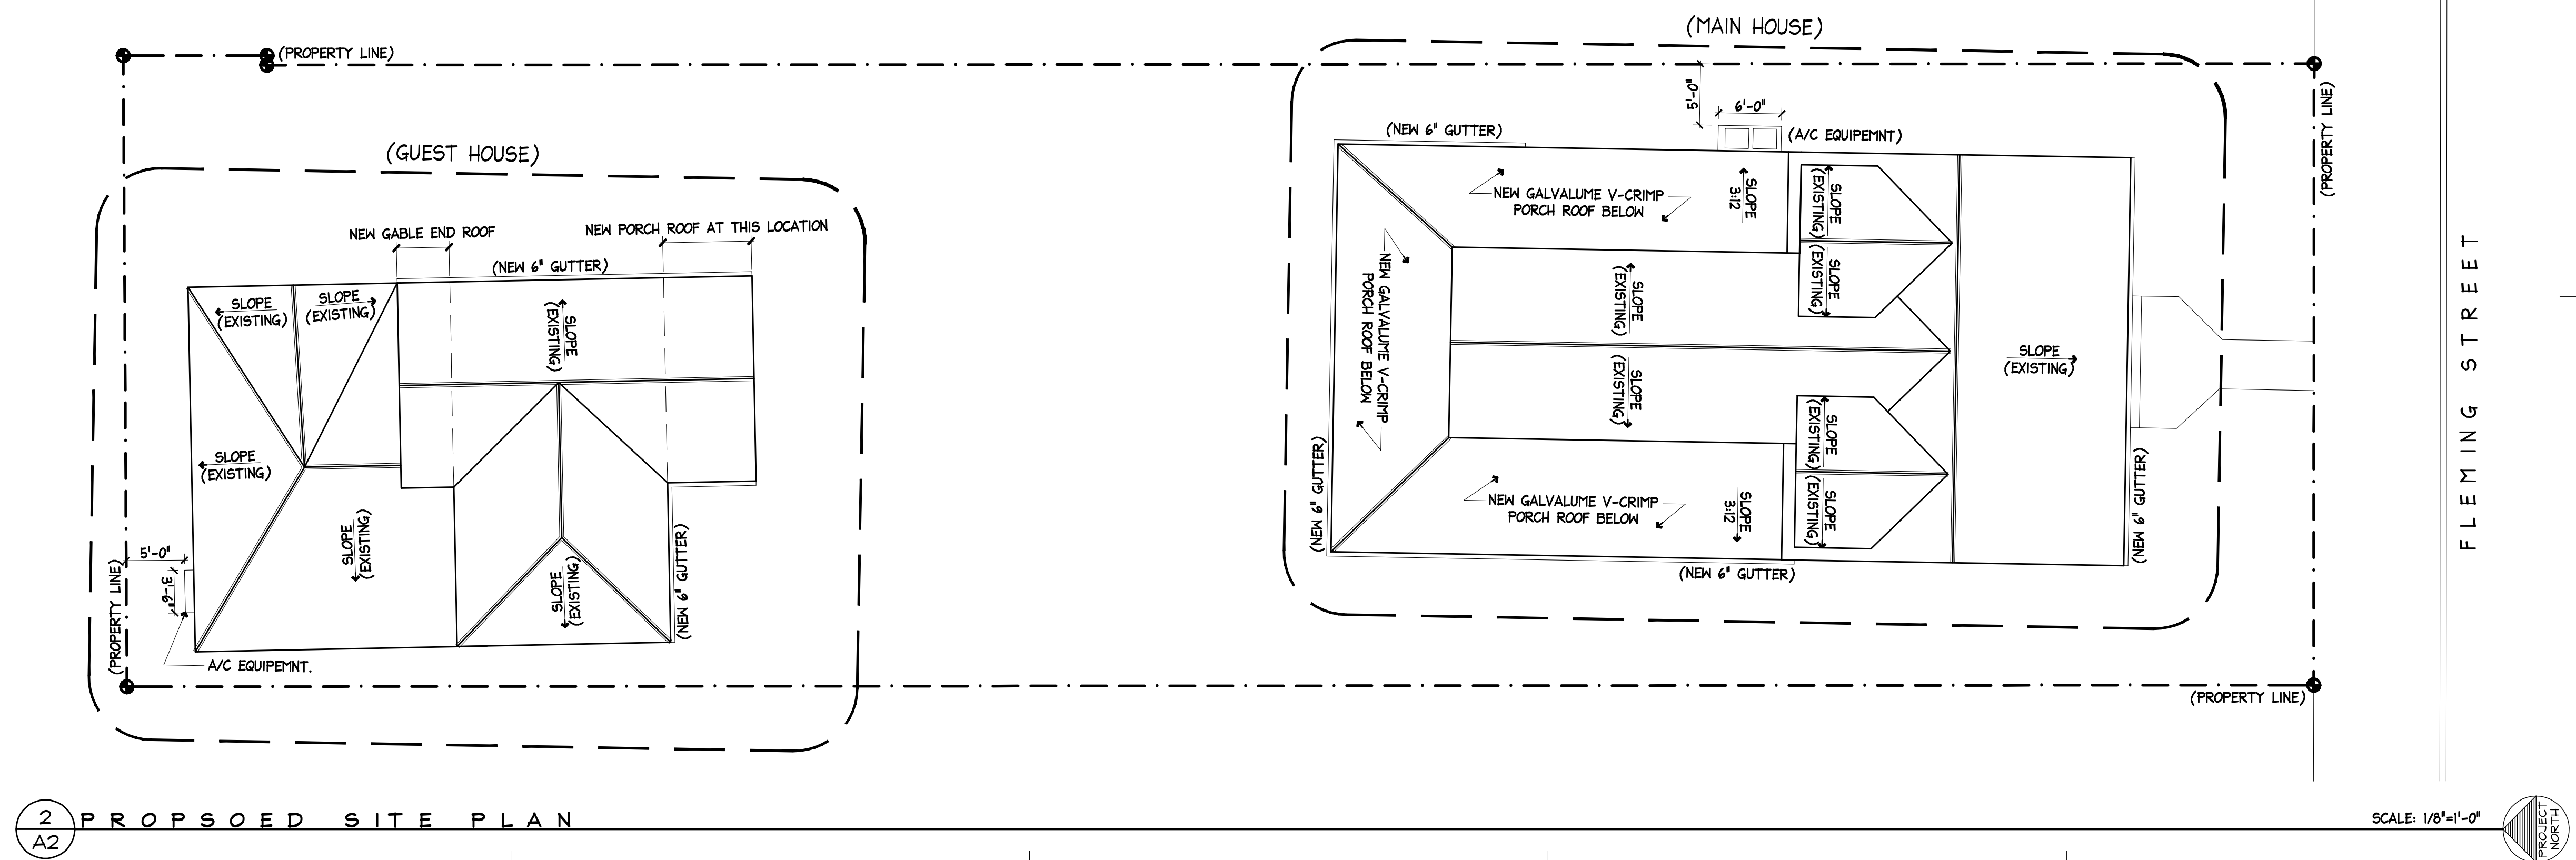 (MAIN HOUSE)
(PROPERTY LINE)
5'-0"
6'-0"
(PROPERTY LINE)
(NEW 6" GUTTER)
(A/C EQUIPEMNT)
(GUEST HOUSE)
NEW GALVALUME V-CRIMP
PORCH ROOF BELOW
SLOPE
3:12
SLOPE
(EXISTING)
SLOPE
(EXISTING)
NEW GABLE END ROOF
NEW PORCH ROOF AT THIS LOCATION
(NEW 6" GUTTER)
SLOPE
(EXISTING)
SLOPE
(EXISTING)
SLOPE
(EXISTING)
NEW GALVALUME V-CRIMP
PORCH ROOF BELOW
SLOPE
(EXISTING)
SLOPE
(EXISTING)
SLOPE
(EXISTING)
FLEMING STREET
SLOPE
(EXISTING)
SLOPE
(EXISTING)
SLOPE
(EXISTING)
(NEW 6" GUTTER)
NEW GALVALUME V-CRIMP
PORCH ROOF BELOW
SLOPE
3:12
(NEW 6" GUTTER)
SLOPE
(EXISTING)
SLOPE
(EXISTING)
(NEW 6" GUTTER)
(NEW 6" GUTTER)
5'-0"
3'-6"
(PROPERTY LINE)
A/C EQUIPEMNT.
(PROPERTY LINE)
2
A2
PROPSOED SITE PLAN
SCALE: 1/8"=1'-0"
PROJECT
NORTH